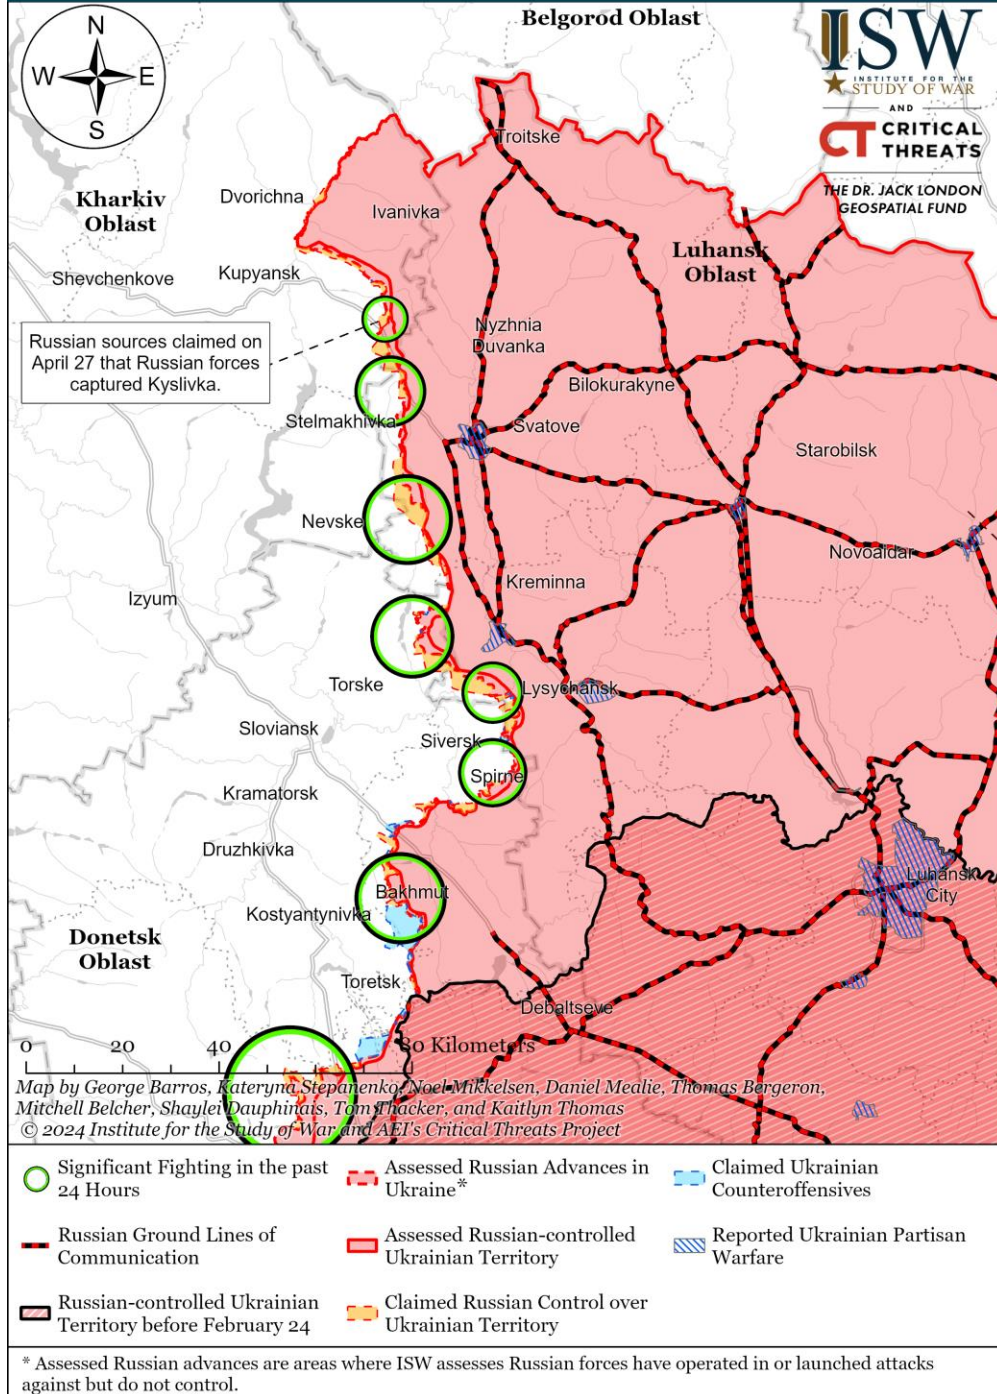 Belgorod Oblast
N
W E
S
ISW
INSTITUTE FOR THE
STUDY OF WAR
AND
CT CRITICAL
THREATS
THE DR. JACK LONDON
GEOSPATIAL FUND
Troitske
Dvorichna
Kharkiv
Oblast
Ivanivka
Luhansk
Oblast
Shevchenkove
Kupyansk
Russian sources claimed on
April 27 that Russian forces
captured Kyslivka.
Nyzhnia
Duvanka
Bilokurakyne
Stelmakhivka
Svatove
Starobilsk
Nevske
Novoaidar
Kreminna
Izyum
Torske
Lysychansk
Sloviansk
Siversk
Spirne
Kramatorsk
Druzhkivka
Bakhmut
Luhansk
City
Kostyantynivka
Donetsk
Oblast
Toretsk
Debaltseve
0 20 40 80 Kilometers
Map by George Barros, Kateryna Stepanenko, Noel Mikkelsen, Daniel Mealie, Thomas Bergeron,
Mitchell Belcher, Shaylei Dauphinais, Tom Thacker, and Kaitlyn Thomas
© 2024 Institute for the Study of War and AEI's Critical Threats Project
Significant Fighting in the past
24 Hours
Russian Ground Lines of
Communication
Russian-controlled Ukrainian
Territory before February 24
Assessed Russian Advances in
Ukraine*
Assessed Russian-controlled
Ukrainian Territory
Claimed Russian Control over
Ukrainian Territory
Claimed Ukrainian
Counteroffensives
Reported Ukrainian Partisan
Warfare
* Assessed Russian advances are areas where ISW assesses Russian forces have operated in or launched attacks
against but do not control.